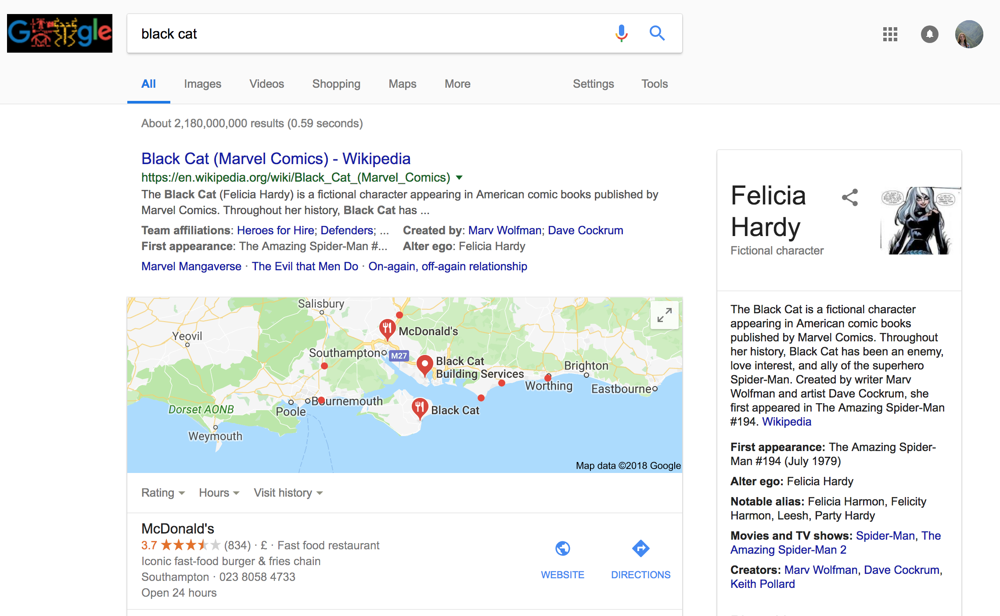 Google
black cat
All Images Videos Shopping Maps More Settings Tools
About 2,180,000,000 results (0.59 seconds)
Black Cat (Marvel Comics) - Wikipedia
https://en.wikipedia.org/wiki/Black_Cat_(Marvel_Comics)
The Black Cat (Felicia Hardy) is a fictional character appearing in American comic books published by
Marvel Comics. Throughout her history, Black Cat has ...
Team affiliations: Heroes for Hire; Defenders; ... Created by: Marv Wolfman; Dave Cockrum
First appearance: The Amazing Spider-Man #... Alter ego: Felicia Hardy
Marvel Mangaverse · The Evil that Men Do · On-again, off-again relationship
Salisbury
Yeovil
McDonald's
Southampton
M27
Black Cat
Building Services
Brighton
Worthing
Eastbourne
Bournemouth
Poole
Dorset AONB
Black Cat
Weymouth
Map data ©2018 Google
Rating Hours Visit history
McDonald's
3.7 (834) · £ · Fast food restaurant
Iconic fast-food burger & fries chain
Southampton · 023 8058 4733
Open 24 hours
WEBSITE DIRECTIONS
Felicia
Hardy
Fictional character
The Black Cat is a fictional character
appearing in American comic books
published by Marvel Comics. Throughout
her history, Black Cat has been an enemy,
love interest, and ally of the superhero
Spider-Man. Created by writer Marv
Wolfman and artist Dave Cockrum, she
first appeared in The Amazing Spider-Man
#194. Wikipedia
First appearance: The Amazing Spider-
Man #194 (July 1979)
Alter ego: Felicia Hardy
Notable alias: Felicia Harmon, Felicity
Harmon, Leesh, Party Hardy
Movies and TV shows: Spider-Man, The
Amazing Spider-Man 2
Creators: Marv Wolfman, Dave Cockrum,
Keith Pollard